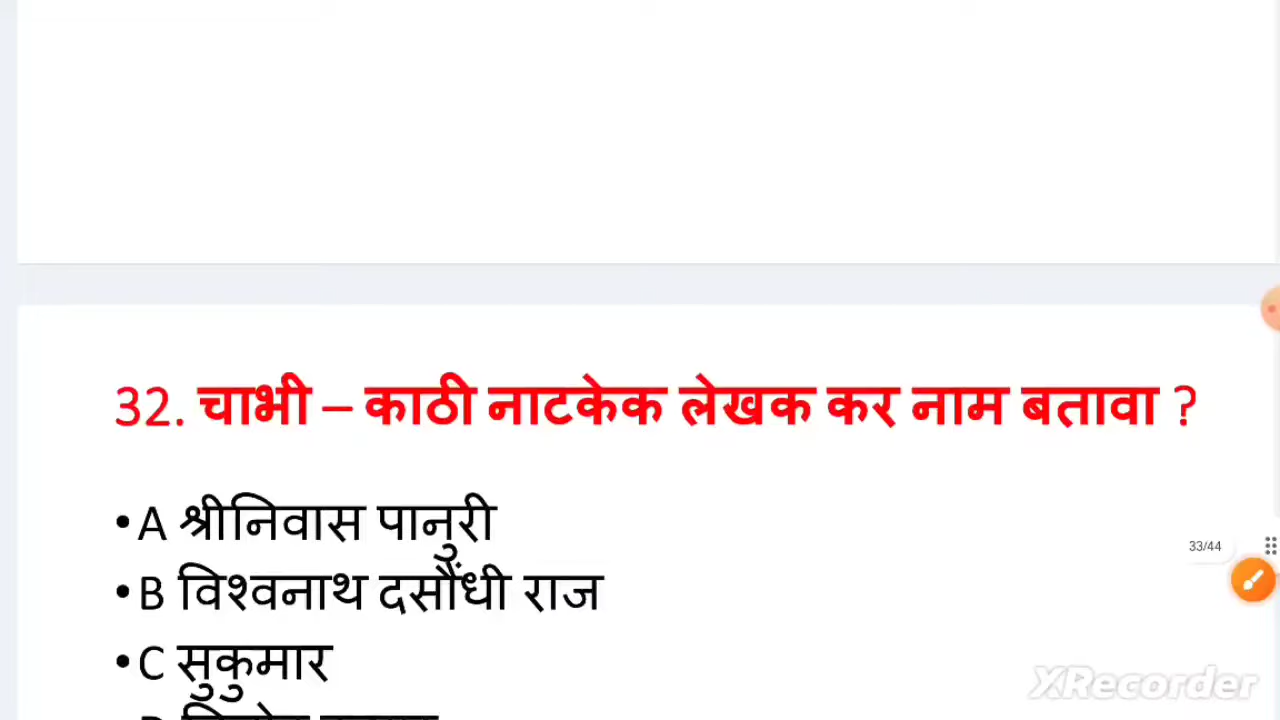 32. चाभी – काठी नाटकेक लेखक कर नाम बतावा ?
•A श्रीनिवास पानुरी
•B विश्वनाथ दसौंधी राज
33/44
•C सुकुमार
XRecorder